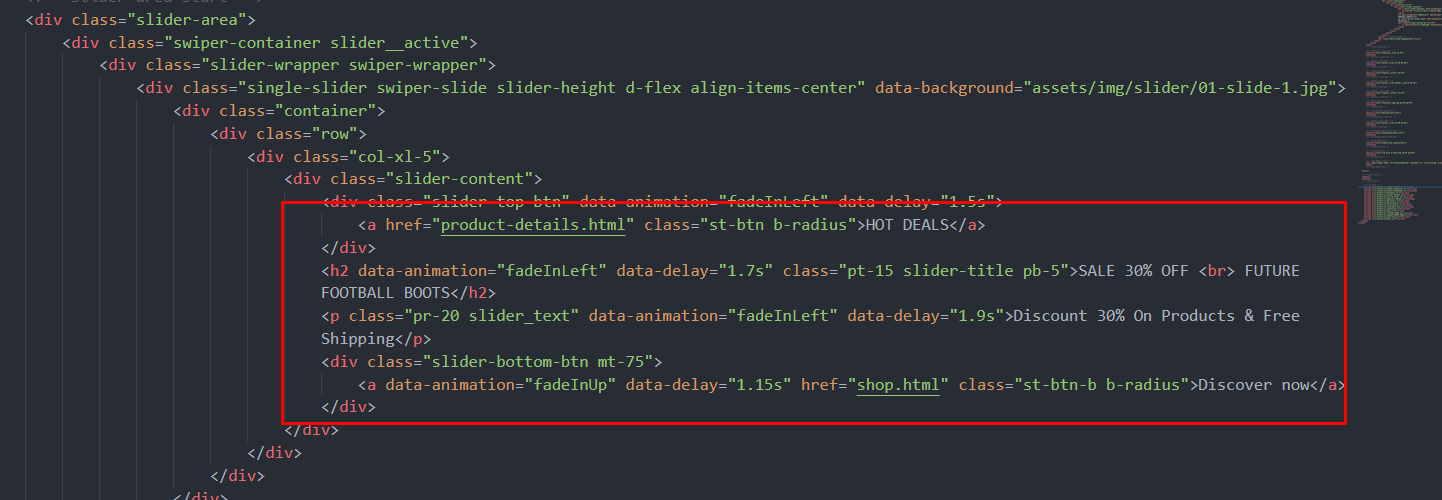 <div class="slider-area">
<div class="swiper-container slider__active">
<div class="slider-wrapper swiper-wrapper">
<div class="single-slider swiper-slide slider-height d-flex align-items-center" data-background="assets/img/slider/01-slide-1.jpg">
<div class="container">
<div class="row">
<div class="col-xl-5">
<div class="slider-content">
<div class="slider-top-btn" data-animation="fadeInLeft" data-delay="1.5s">
<a href="product-details.html" class="st-btn b-radius">HOT DEALS</a>
</div>
<h2 data-animation="fadeInLeft" data-delay="1.7s" class="pt-15 slider-title pb-5">SALE 30% OFF <br> FUTURE
FOOTBALL BOOTS</h2>
<p class="pr-20 slider_text" data-animation="fadeInLeft" data-delay="1.9s">Discount 30% On Products & Free
Shipping</p>
<div class="slider-bottom-btn mt-75">
<a data-animation="fadeInUp" data-delay="1.15s" href="shop.html" class="st-btn-b b-radius">Discover now</a>
</div>
</div>
</div>
</div>
</div>